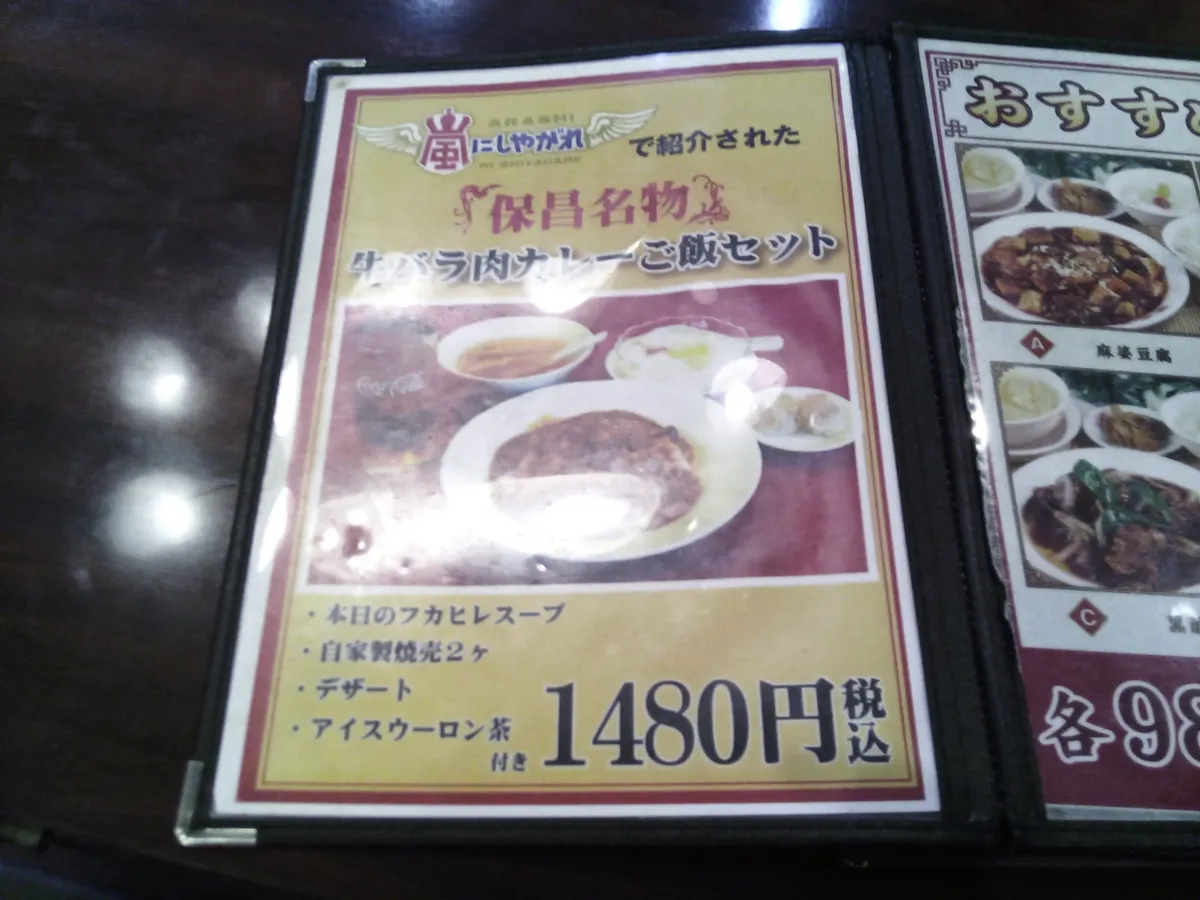 ARASHI
嵐にしやがれ
NI SHIYAGARE
で紹介された
保昌名物
牛バラ肉カレーご飯セット
・本日のフカヒレスープ
・自家製焼売2ヶ
・デザート
・アイスウーロン茶
付き
1480円税込
おすす
A
麻婆豆腐
C
各98